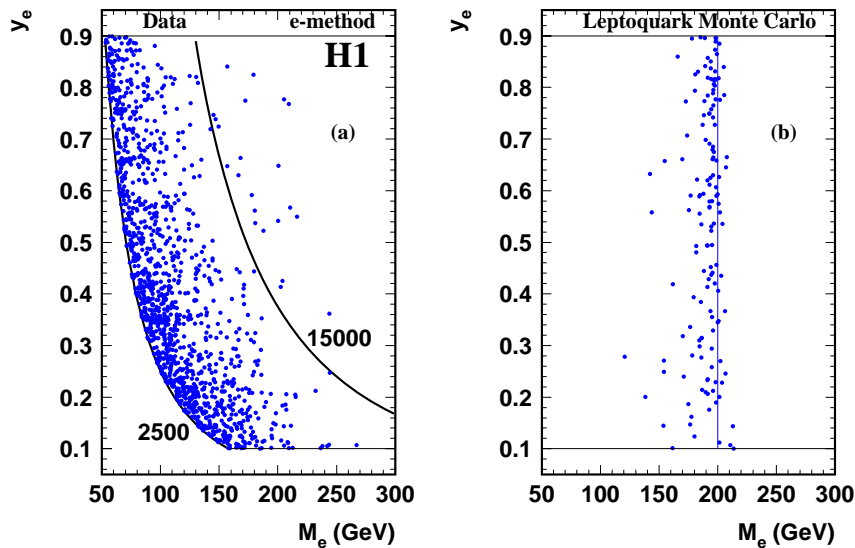 Data e-method
H1
(a)
y_e
0.9
0.8
0.7
0.6
0.5
0.4
0.3
0.2
0.1
15000
2500
50 100 150 200 250 300
M_e (GeV)
Leptoquark Monte Carlo
(b)
y_e
0.9
0.8
0.7
0.6
0.5
0.4
0.3
0.2
0.1
50 100 150 200 250 300
M_e (GeV)